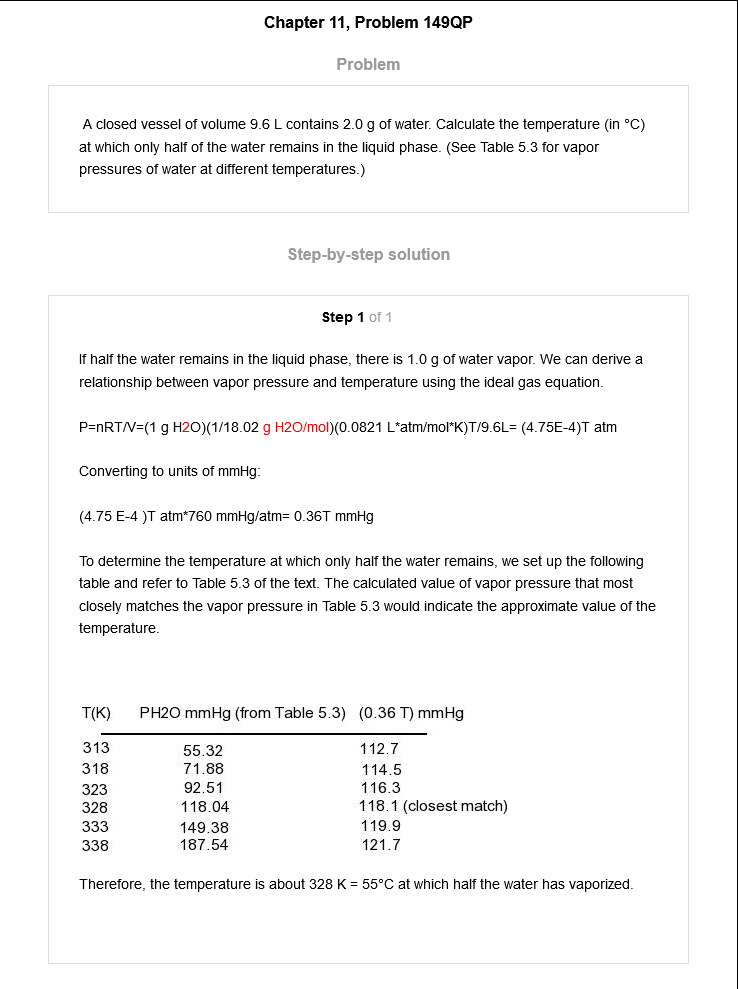 Chapter 11, Problem 149QP
Problem
A closed vessel of volume 9.6 L contains 2.0 g of water. Calculate the temperature (in °C)
at which only half of the water remains in the liquid phase. (See Table 5.3 for vapor
pressures of water at different temperatures.)
Step-by-step solution
Step 1 of 1
If half the water remains in the liquid phase, there is 1.0 g of water vapor. We can derive a
relationship between vapor pressure and temperature using the ideal gas equation.
P=nRT/V=(1 g H2O)(1/18.02 g H2O/mol)(0.0821 L*atm/mol*K)T/9.6L= (4.75E-4)T atm
Converting to units of mmHg:
(4.75 E-4 )T atm*760 mmHg/atm= 0.36T mmHg
To determine the temperature at which only half the water remains, we set up the following
table and refer to Table 5.3 of the text. The calculated value of vapor pressure that most
closely matches the vapor pressure in Table 5.3 would indicate the approximate value of the
temperature.
T(K) PH2O mmHg (from Table 5.3) (0.36 T) mmHg
313 55.32 112.7
318 71.88 114.5
323 92.51 116.3
328 118.04 118.1 (closest match)
333 149.38 119.9
338 187.54 121.7
Therefore, the temperature is about 328 K = 55°C at which half the water has vaporized.